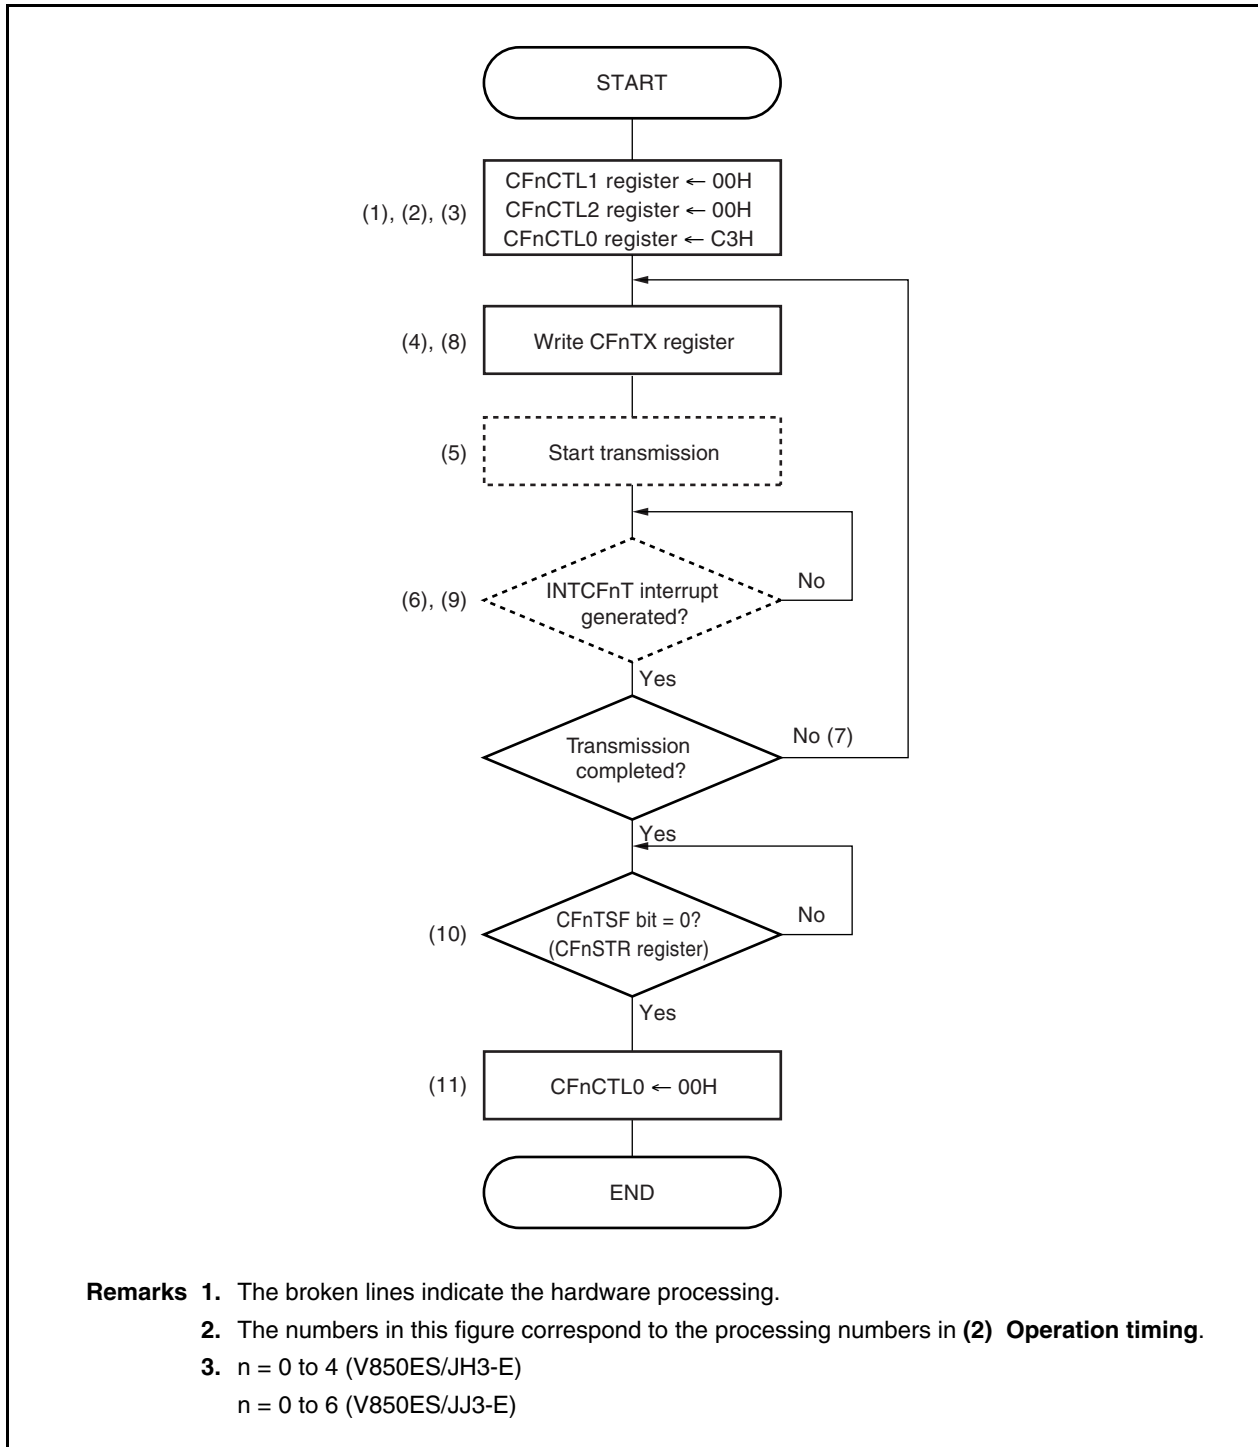 START
CFnCTL1 register ← 00H
CFnCTL2 register ← 00H
CFnCTL0 register ← C3H
(1), (2), (3)
Write CFnTX register
(4), (8)
Start transmission
(5)
INTCFnT interrupt
generated?
(6), (9)
No
Yes
Transmission
completed?
No (7)
Yes
CFnTSF bit = 0?
(CFnSTR register)
(10)
No
Yes
CFnCTL0 ← 00H
(11)
END
Remarks 1. The broken lines indicate the hardware processing.
2. The numbers in this figure correspond to the processing numbers in (2) Operation timing.
3. n = 0 to 4 (V850ES/JH3-E)
n = 0 to 6 (V850ES/JJ3-E)